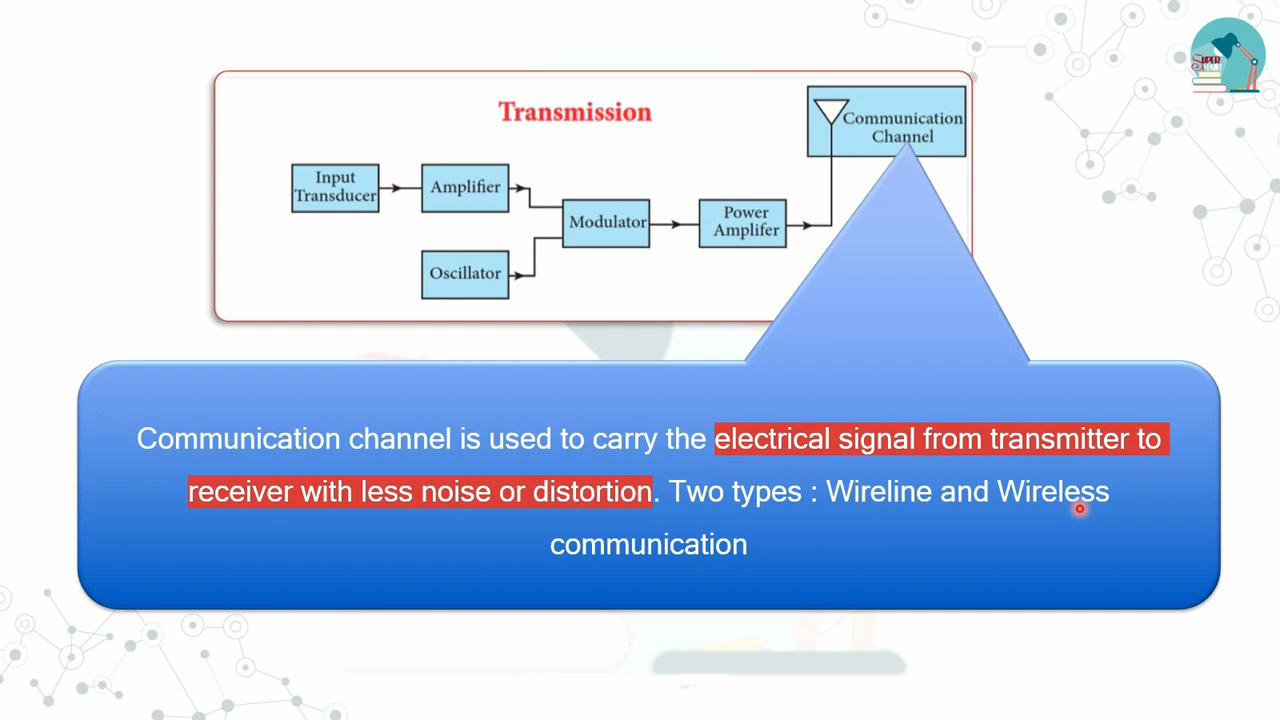 Transmission
Communication
Channel
Input
Transducer
Amplifier
Modulator
Power
Amplifer
Oscillator
Communication channel is used to carry the electrical signal from transmitter to
receiver with less noise or distortion. Two types : Wireline and Wireless
communication